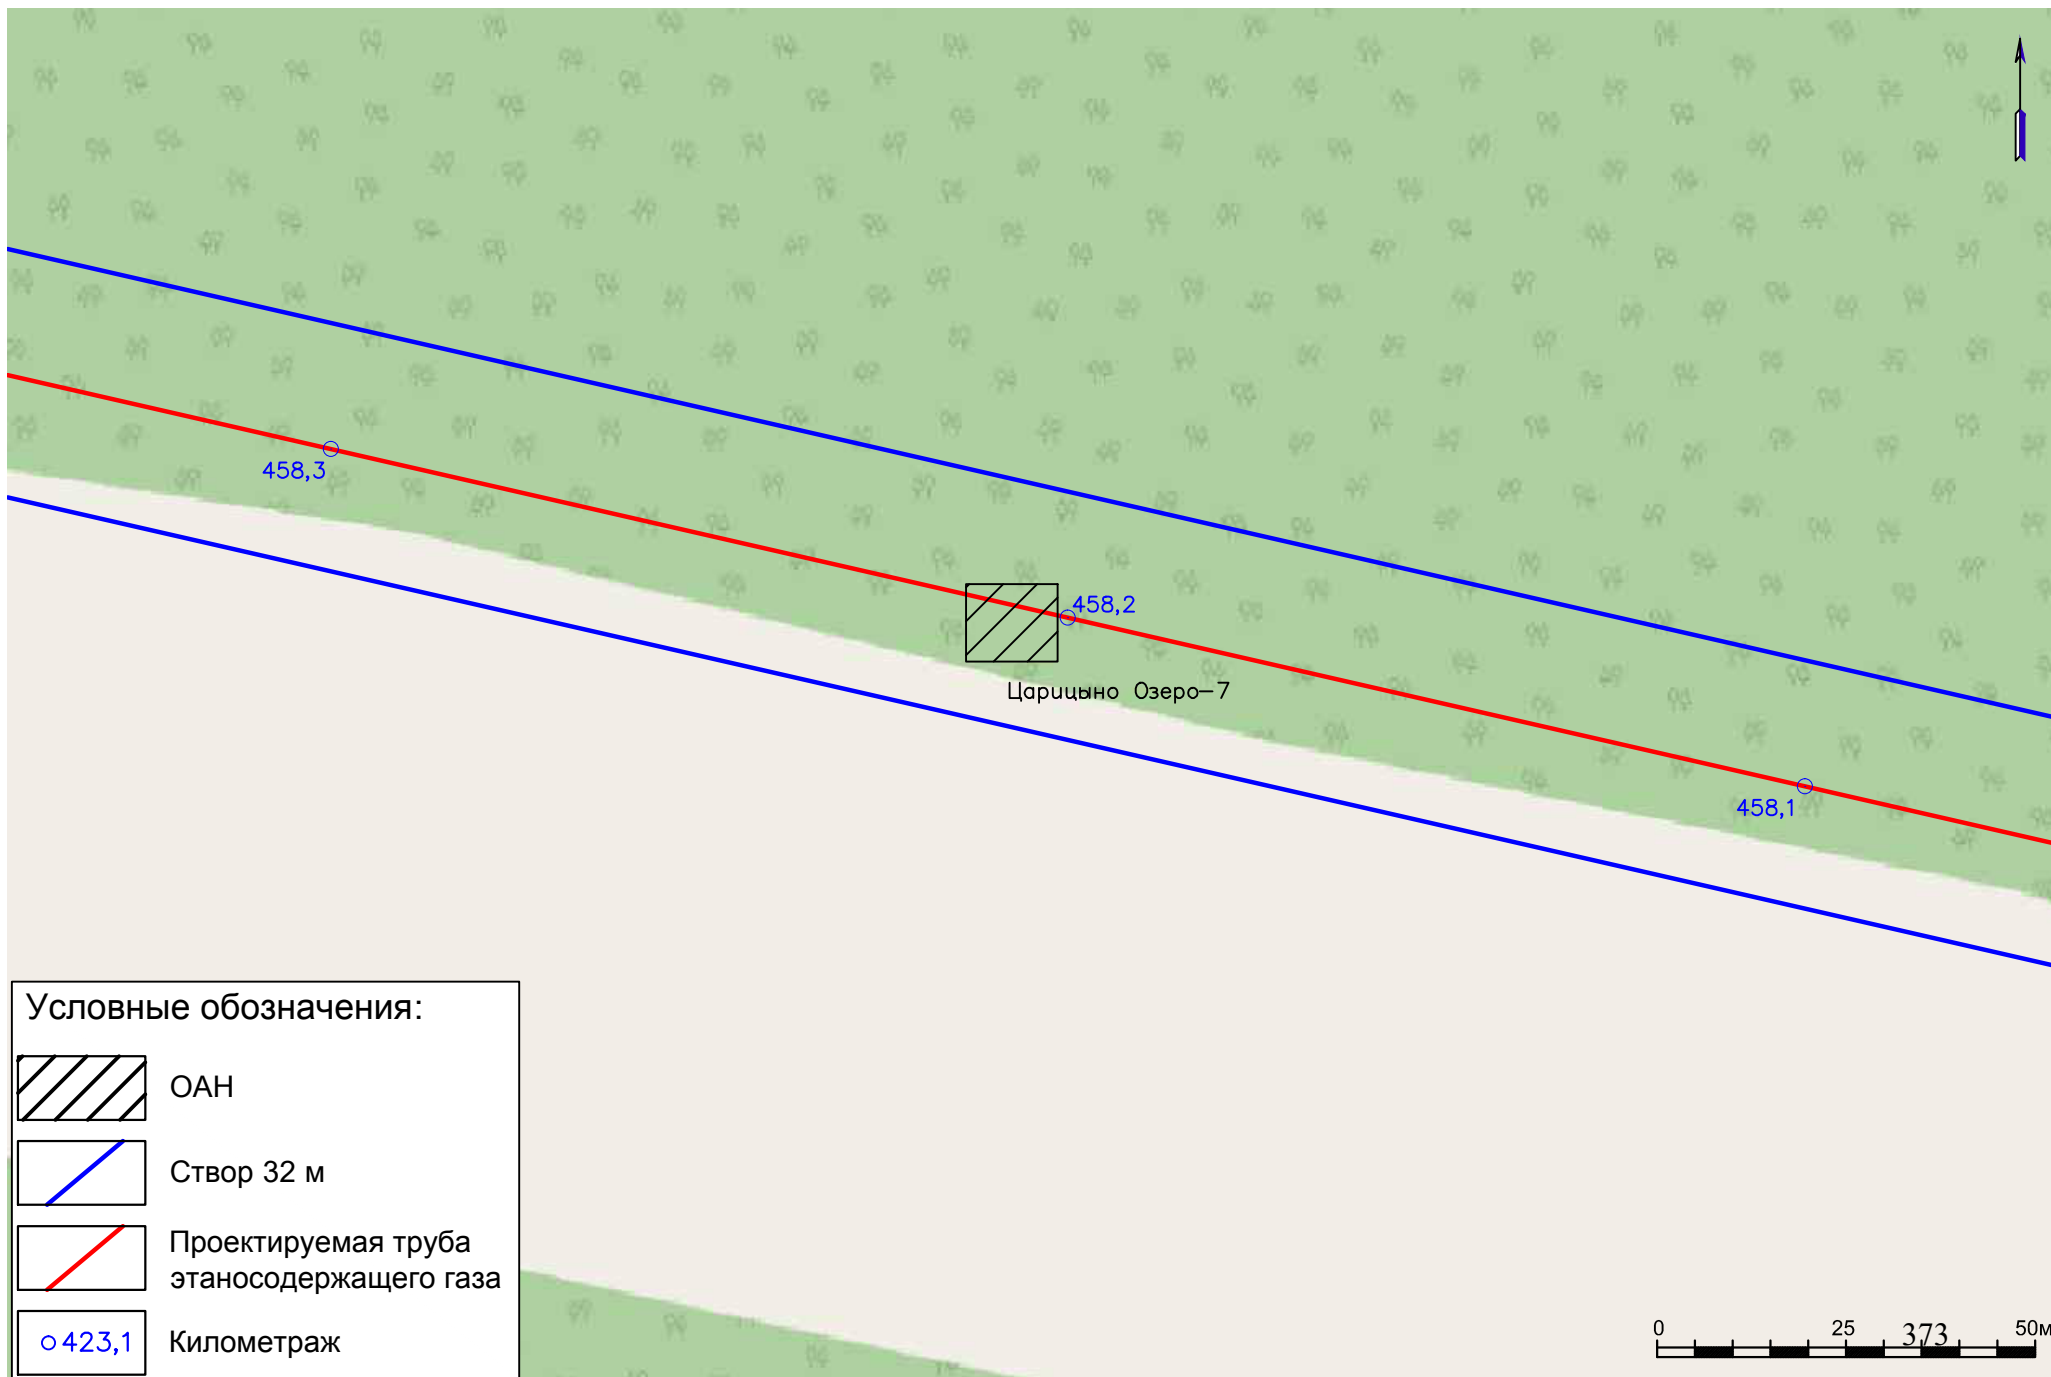 458,3
458,2
Царицыно Озеро-7
458,1
Условные обозначения:
ОАН
Створ 32 м
Проектируемая труба
этаносодержащего газа
423,1 Километраж
0 25 50м
373